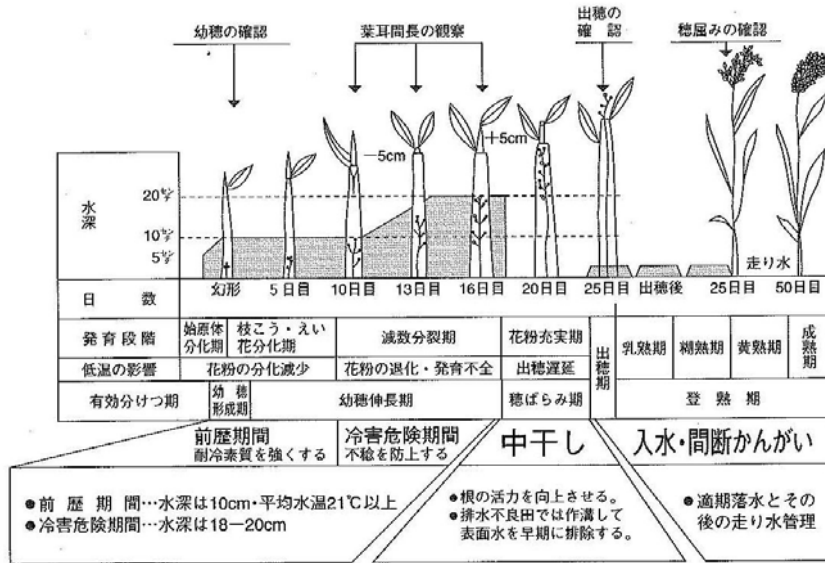 幼穂の確認
葉耳間長の観察
出穂の
確認
穂屈みの確認
－5cm
＋5cm
水深
20㌢
10㌢
5㌢
走り水
日数
幻形
5日目
10日目
13日目
16日目
20日目
25日目
出穂後
25日目
50日目
発育段階
始原体
分化期
枝こう・えい
花分化期
減数分裂期
花粉充実期
出穂期
乳熟期
糊熟期
黄熟期
成熟期
低温の影響
花粉の分化減少
花粉の退化・発育不全
出穂遅延
有効分けつ期
幼穂
形成期
幼穂伸長期
穂ばらみ期
登熟期
前歴期間
耐冷素質を強くする
冷害危険期間
不稔を防上する
中干し
入水・間断かんがい
●前歴期間…水深は10cm・平均水温21℃以上
●冷害危険期間…水深は18－20cm
●根の活力を向上させる。
●排水不良田では作溝して
表面水を早期に排除する。
●適期落水とその
後の走り水管理